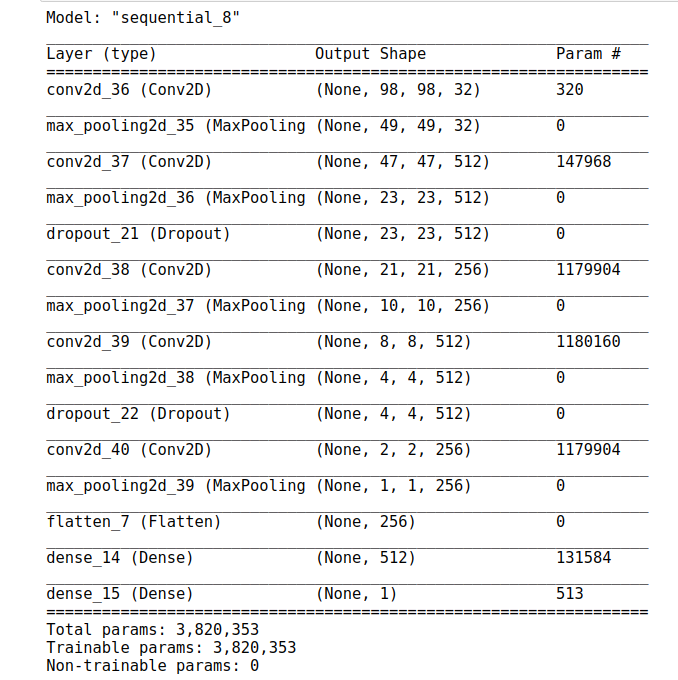 Model: "sequential_8"
Layer (type) Output Shape Param #
conv2d_36 (Conv2D) (None, 98, 98, 32) 320
max_pooling2d_35 (MaxPooling (None, 49, 49, 32) 0
conv2d_37 (Conv2D) (None, 47, 47, 512) 147968
max_pooling2d_36 (MaxPooling (None, 23, 23, 512) 0
dropout_21 (Dropout) (None, 23, 23, 512) 0
conv2d_38 (Conv2D) (None, 21, 21, 256) 1179904
max_pooling2d_37 (MaxPooling (None, 10, 10, 256) 0
conv2d_39 (Conv2D) (None, 8, 8, 512) 1180160
max_pooling2d_38 (MaxPooling (None, 4, 4, 512) 0
dropout_22 (Dropout) (None, 4, 4, 512) 0
conv2d_40 (Conv2D) (None, 2, 2, 256) 1179904
max_pooling2d_39 (MaxPooling (None, 1, 1, 256) 0
flatten_7 (Flatten) (None, 256) 0
dense_14 (Dense) (None, 512) 131584
dense_15 (Dense) (None, 1) 513
Total params: 3,820,353
Trainable params: 3,820,353
Non-trainable params: 0